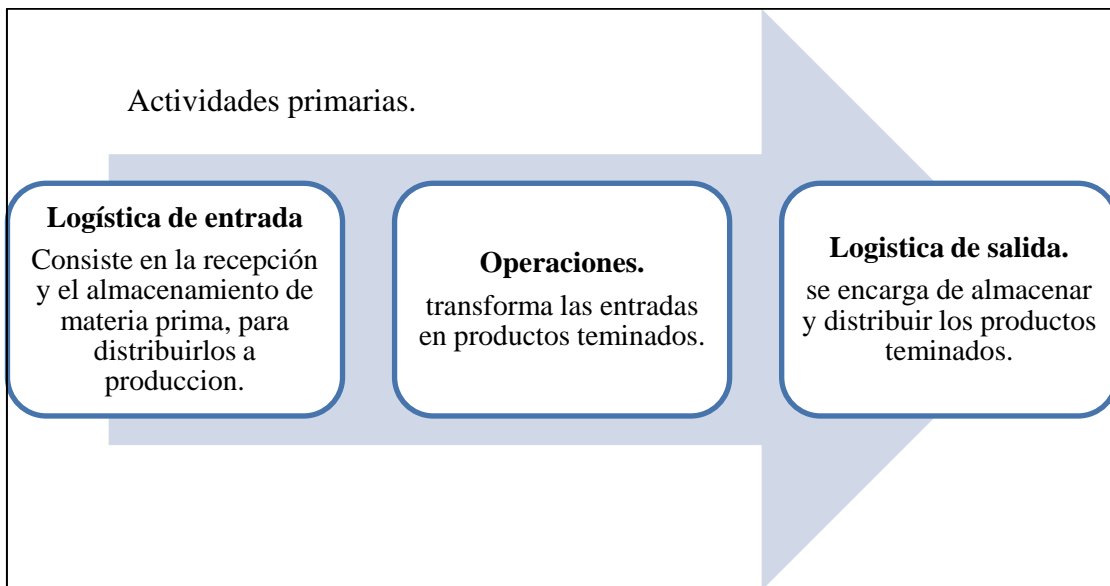 Actividades primarias.
Logística de entrada
Consiste en la recepción
y el almacenamiento de
materia prima, para
distribuirlos a
produccion.
Operaciones.
transforma las entradas
en productos teminados.
Logistica de salida.
se encarga de almacenar
y distribuir los productos
teminados.